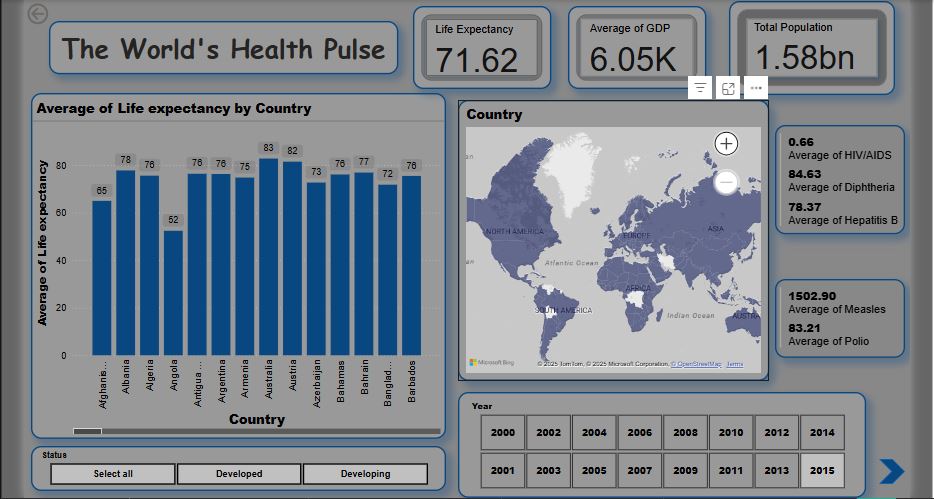 The World's Health Pulse
Life Expectancy
71.62
Average of GDP
6.05K
Total Population
1.58bn
Average of Life expectancy by Country
Average of Life expectancy
80
60
40
20
0
65
78
76
52
76
76
75
83
82
73
76
77
72
76
Afghanis...
Albania
Algeria
Angola
Antigua ...
Argentina
Armenia
Australia
Austria
Azerbaijan
Bahamas
Bahrain
Banglad...
Barbados
Country
Status
Select all
Developed
Developing
Country
NORTH AMERICA
EUROPE
ASIA
Atlantic Ocean
AFRICA
SOUTH AMERICA
Indian Ocean
AUSTRA
Microsoft Bing
© 2025 TomTom, © 2025 Microsoft Corporation, © OpenStreetMap Terms
0.66
Average of HIV/AIDS
84.63
Average of Diphtheria
78.37
Average of Hepatitis B
1502.90
Average of Measles
83.21
Average of Polio
Year
2000 2002 2004 2006 2008 2010 2012 2014
2001 2003 2005 2007 2009 2011 2013 2015